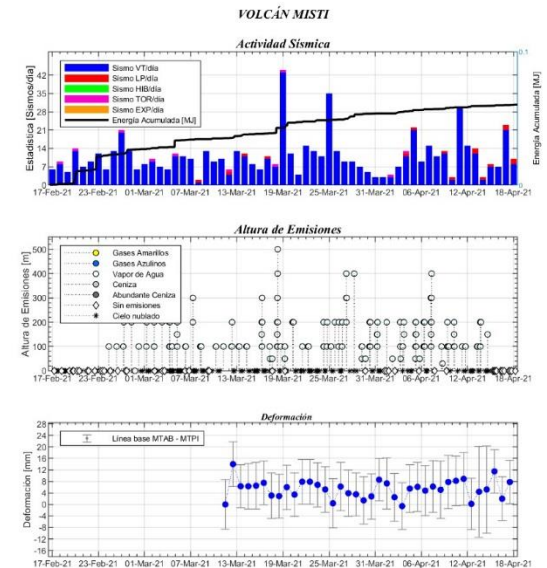 VOLCÁN MISTI
Actividad Sísmica
Estadística [Sismos/día]
42
35
28
21
14
7
0
Sismo VT/día
Sismo LP/día
Sismo HIB/día
Sismo TOR/día
Sismo EXP/día
Energía Acumulada [MJ]
0.1
0
Energía Acumulada [MJ]
17-Feb-21 23-Feb-21 01-Mar-21 07-Mar-21 13-Mar-21 19-Mar-21 25-Mar-21 31-Mar-21 06-Apr-21 12-Apr-21 18-Apr-21
Altura de Emisiones
Altura de Emisiones [m]
500
400
300
200
100
0
Gases Amarillos
Gases Azulinos
Vapor de Agua
Ceniza
Abundante Ceniza
Sin emisiones
Cielo nublado
17-Feb-21 23-Feb-21 01-Mar-21 07-Mar-21 13-Mar-21 19-Mar-21 25-Mar-21 31-Mar-21 06-Apr-21 12-Apr-21 18-Apr-21
Deformación
Deformacion [mm]
28
24
20
16
12
8
4
0
-4
-8
-12
-16
Línea base MTAB - MTPI
17-Feb-21 23-Feb-21 01-Mar-21 07-Mar-21 13-Mar-21 19-Mar-21 25-Mar-21 31-Mar-21 06-Apr-21 12-Apr-21 18-Apr-21